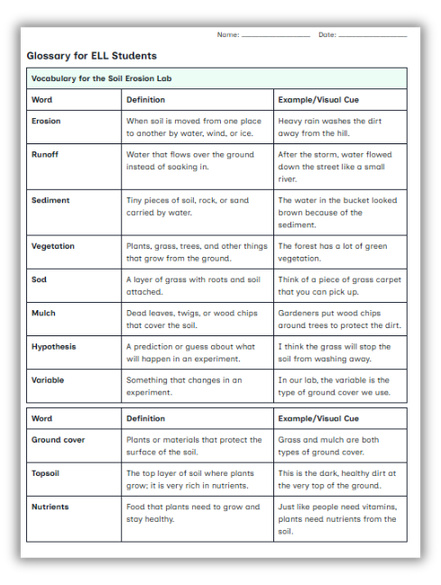 Name: ____________ Date: ____________
Glossary for ELL Students
Vocabulary for the Soil Erosion Lab
Word Definition Example/Visual Cue
Erosion When soil is moved from one place Heavy rain washes the dirt
to another by water, wind, or ice. away from the hill.
Runoff Water that flows over the ground After the storm, water flowed
instead of soaking in. down the street like a small
river.
Sediment Tiny pieces of soil, rock, or sand The water in the bucket looked
carried by water. brown because of the
sediment.
Vegetation Plants, grass, trees, and other things The forest has a lot of green
that grow from the ground. vegetation.
Sod A layer of grass with roots and soil Think of a piece of grass carpet
attached. that you can pick up.
Mulch Dead leaves, twigs, or wood chips Gardeners put wood chips
that cover the soil. around trees to protect the dirt.
Hypothesis A prediction or guess about what I think the grass will stop the
will happen in an experiment. soil from washing away.
Variable Something that changes in an In our lab, the variable is the
experiment. type of ground cover we use.
Word Definition Example/Visual Cue
Ground cover Plants or materials that protect the Grass and mulch are both
surface of the soil. types of ground cover.
Topsoil The top layer of soil where plants This is the dark, healthy dirt at
grow; it is very rich in nutrients. the very top of the ground.
Nutrients Food that plants need to grow and Just like people need vitamins,
stay healthy. plants need nutrients from the
soil.